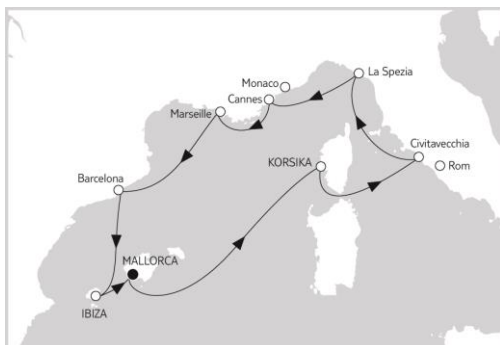 La Spezia
Monaco
Cannes
Marseille
Civitavecchia
KORSIKA
Rom
Barcelona
MALLORCA
IBIZA